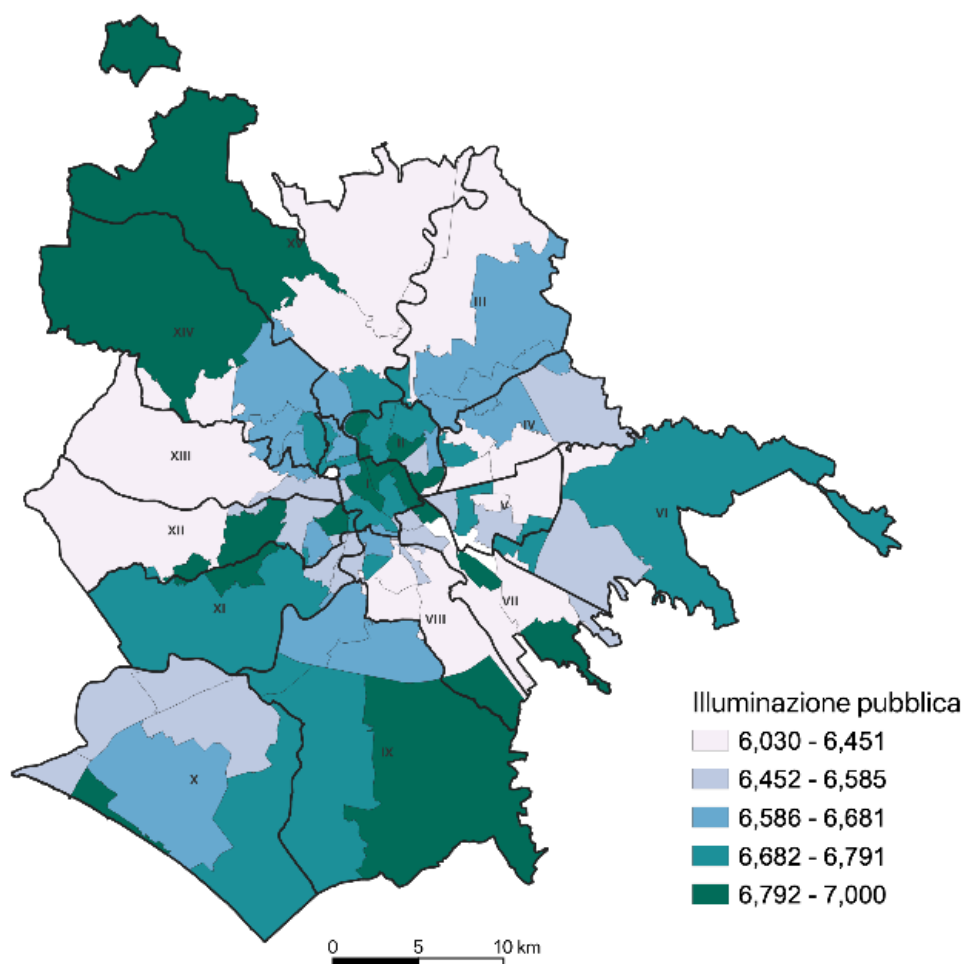 XV
III
XIV
IV
II
XIII
I
V
VI
XII
VII
XI
VIII
IX
X
Illuminazione pubblica
6,030 - 6,451
6,452 - 6,585
6,586 - 6,681
6,682 - 6,791
6,792 - 7,000
0 5 10 km